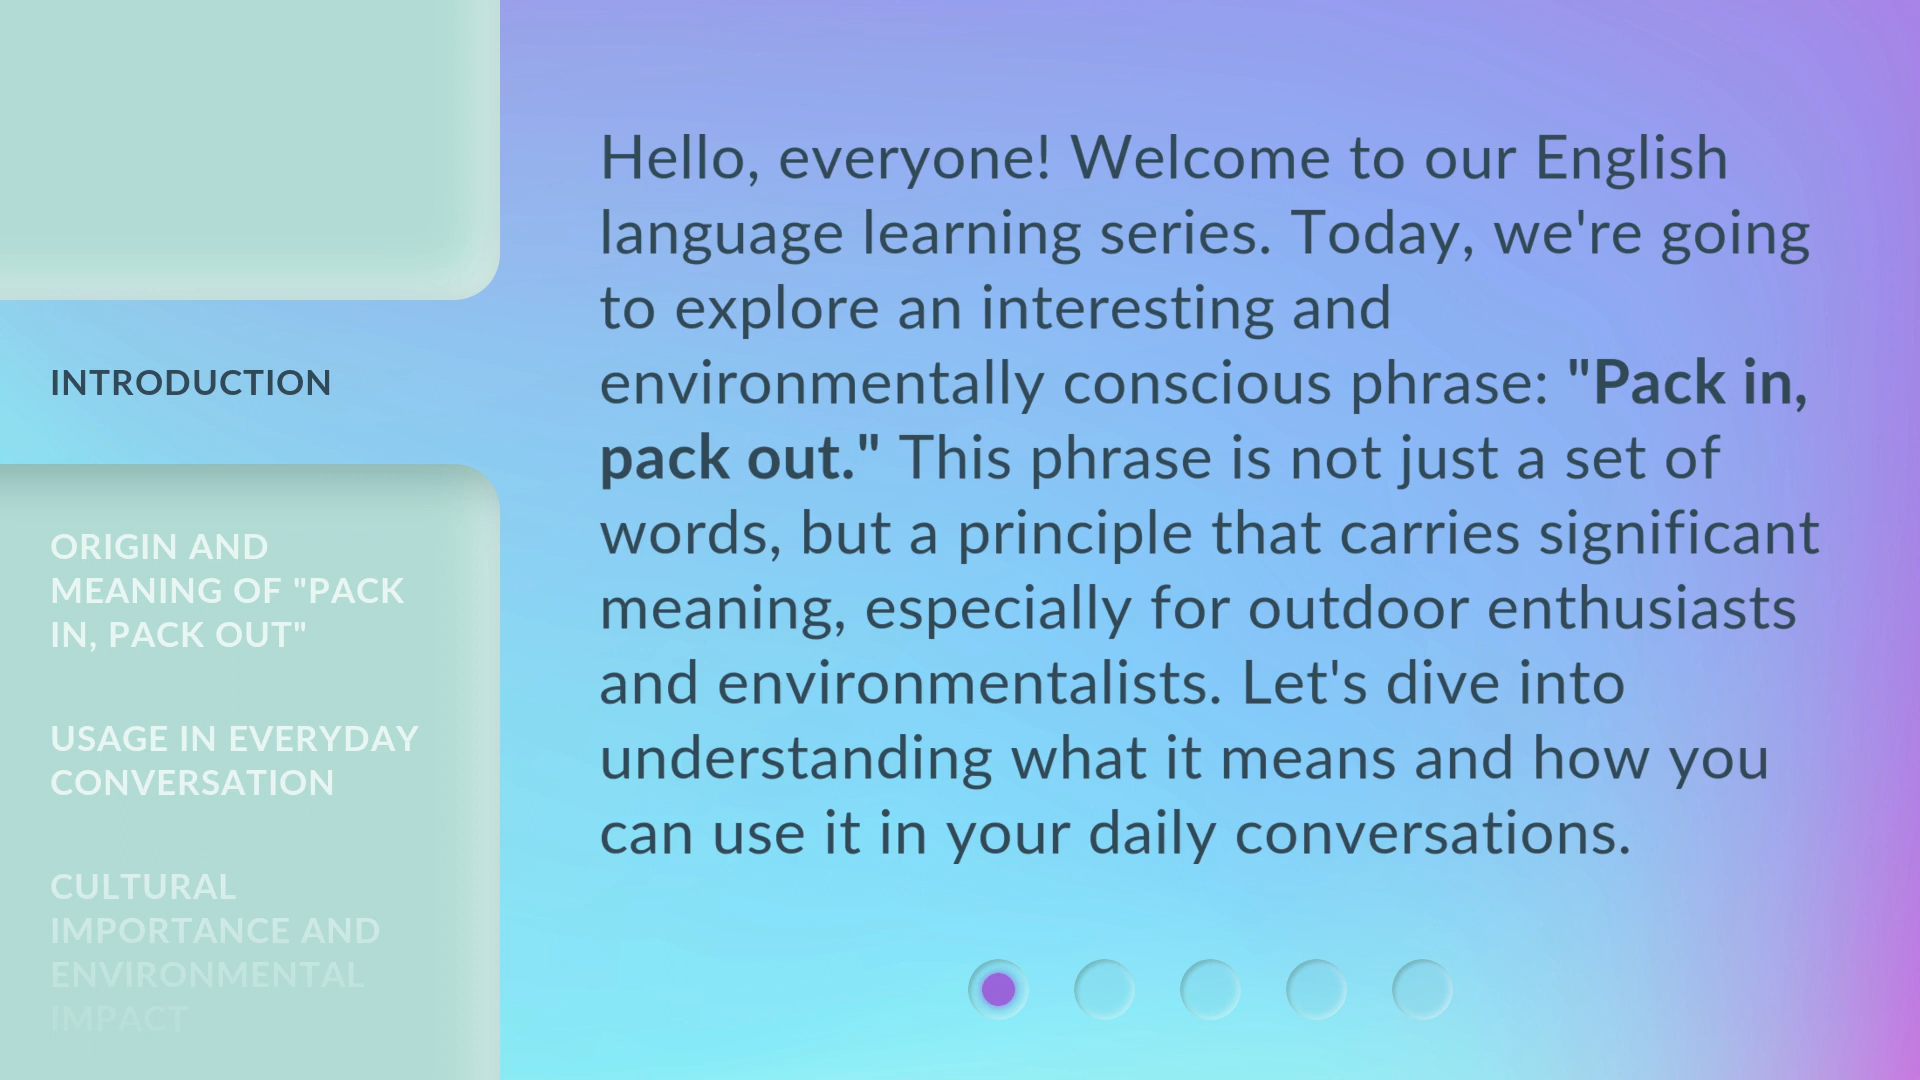 INTRODUCTION
ORIGIN AND
MEANING OF "PACK
IN, PACK OUT"
USAGE IN EVERYDAY
CONVERSATION
CULTURAL
IMPORTANCE AND
ENVIRONMENTAL
IMPACT
Hello, everyone! Welcome to our English
language learning series. Today, we're going
to explore an interesting and
environmentally conscious phrase: "Pack in,
pack out." This phrase is not just a set of
words, but a principle that carries significant
meaning, especially for outdoor enthusiasts
and environmentalists. Let's dive into
understanding what it means and how you
can use it in your daily conversations.